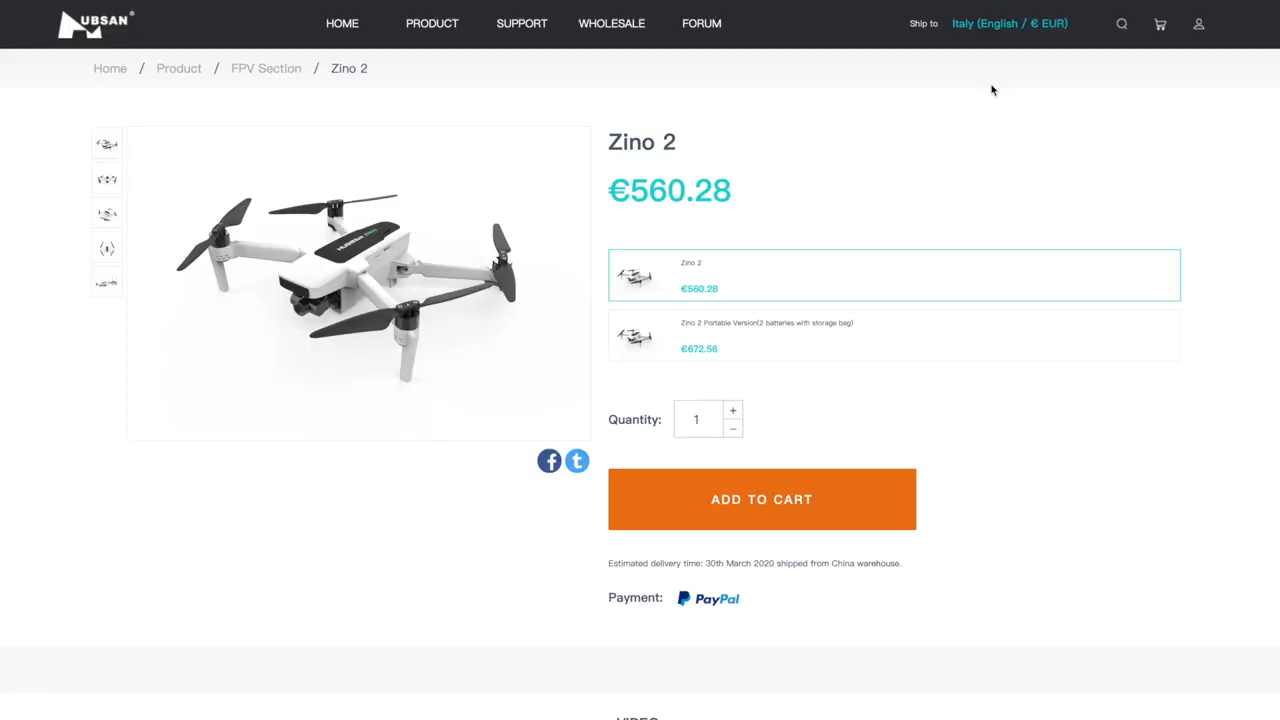 UBSAN®
HOME PRODUCT SUPPORT WHOLESALE FORUM Ship to Italy (English / € EUR)
Home / Product / FPV Section / Zino 2
Zino 2
€560.28
Zino 2
€560.28
Zino 2 Portable Version(2 batteries with storage bag)
€672.56
Quantity: 1 + −
ADD TO CART
Estimated delivery time: 30th March 2020 shipped from China warehouse.
Payment: PayPal
VIDEO